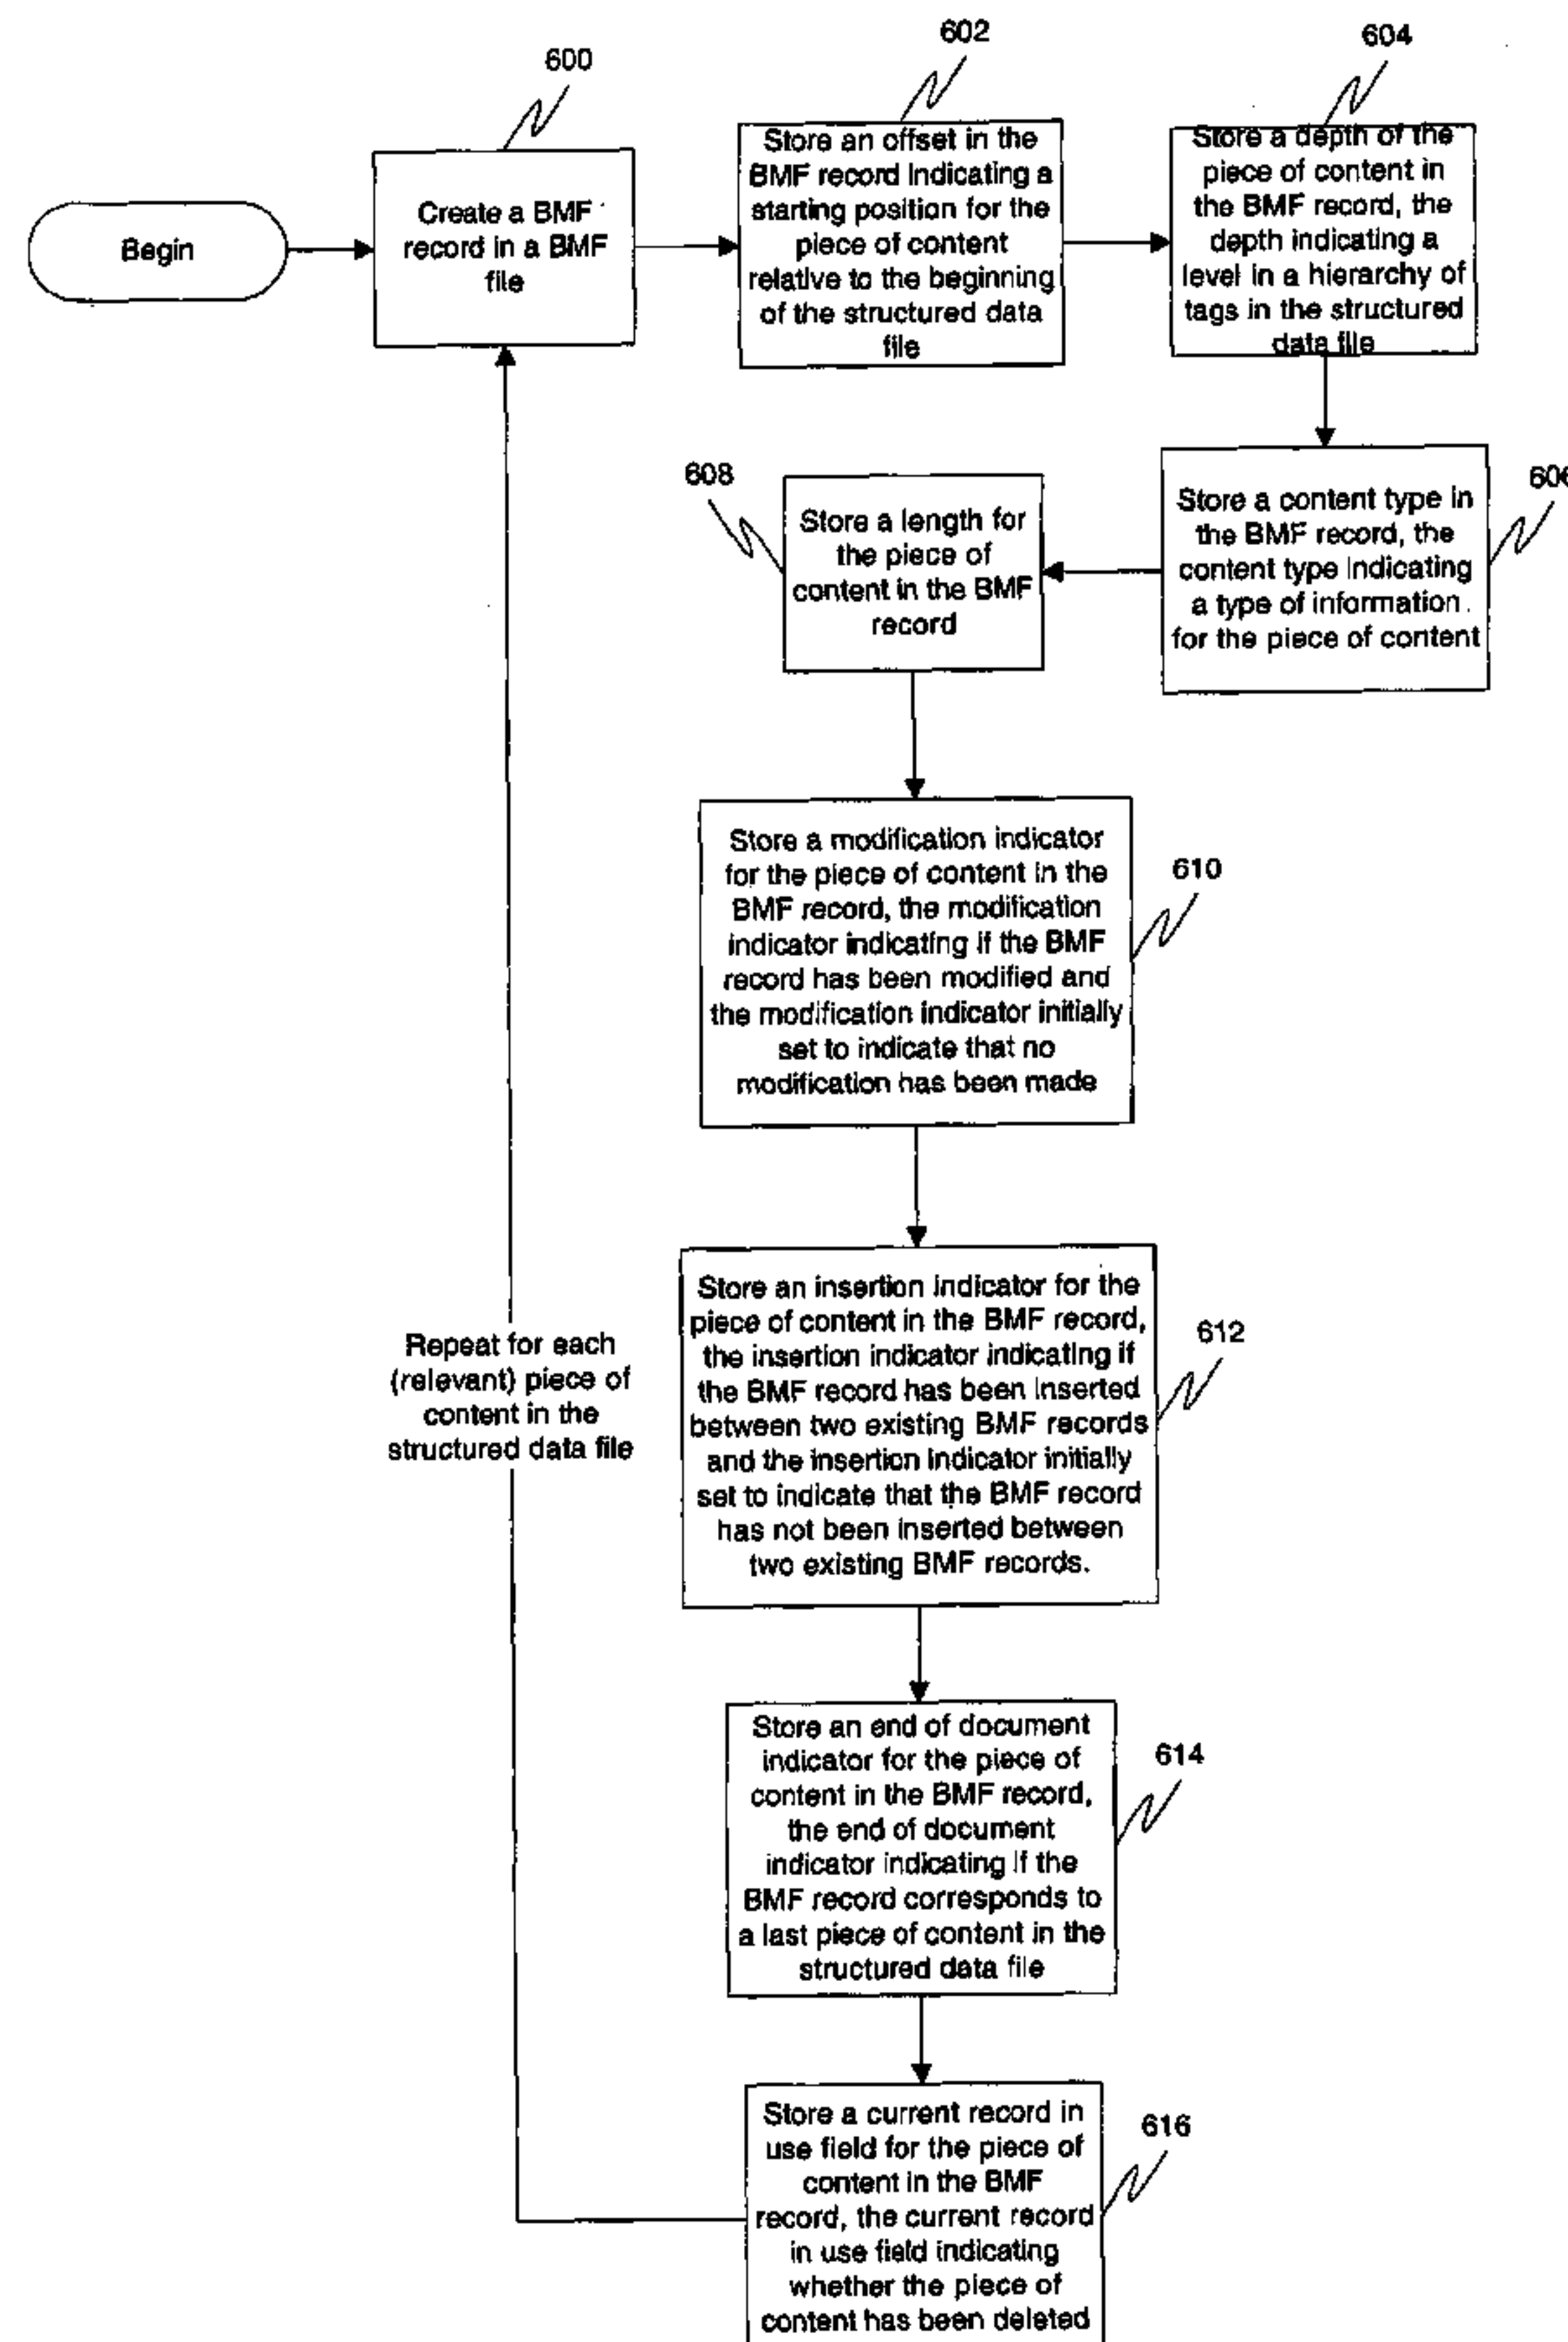 600
602
604
Begin
Create a BMF
record in a BMF
file
Store an offset in the
BMF record indicating a
starting position for the
piece of content
relative to the beginning
of the structured data
file
Store a depth of the
piece of content in
the BMF record, the
depth indicating a
level in a hierarchy of
tags in the structured
data file
606
Store a content type in
the BMF record, the
content type indicating
a type of information
for the piece of content
608
Store a length for
the piece of
content in the BMF
record
610
Store a modification indicator
for the piece of content in the
BMF record, the modification
indicator indicating if the BMF
record has been modified and
the modification indicator initially
set to indicate that no
modification has been made
612
Store an insertion indicator for the
piece of content in the BMF record,
the insertion indicator indicating if
the BMF record has been inserted
between two existing BMF records
and the insertion indicator initially
set to indicate that the BMF record
has not been inserted between
two existing BMF records.
Repeat for each
(relevant) piece of
content in the
structured data file
614
Store an end of document
indicator for the piece of
content in the BMF record,
the end of document
indicator indicating if the
BMF record corresponds to
a last piece of content in the
structured data file
616
Store a current record in
use field for the piece of
content in the BMF
record, the current record
in use field indicating
whether the piece of
content has been deleted